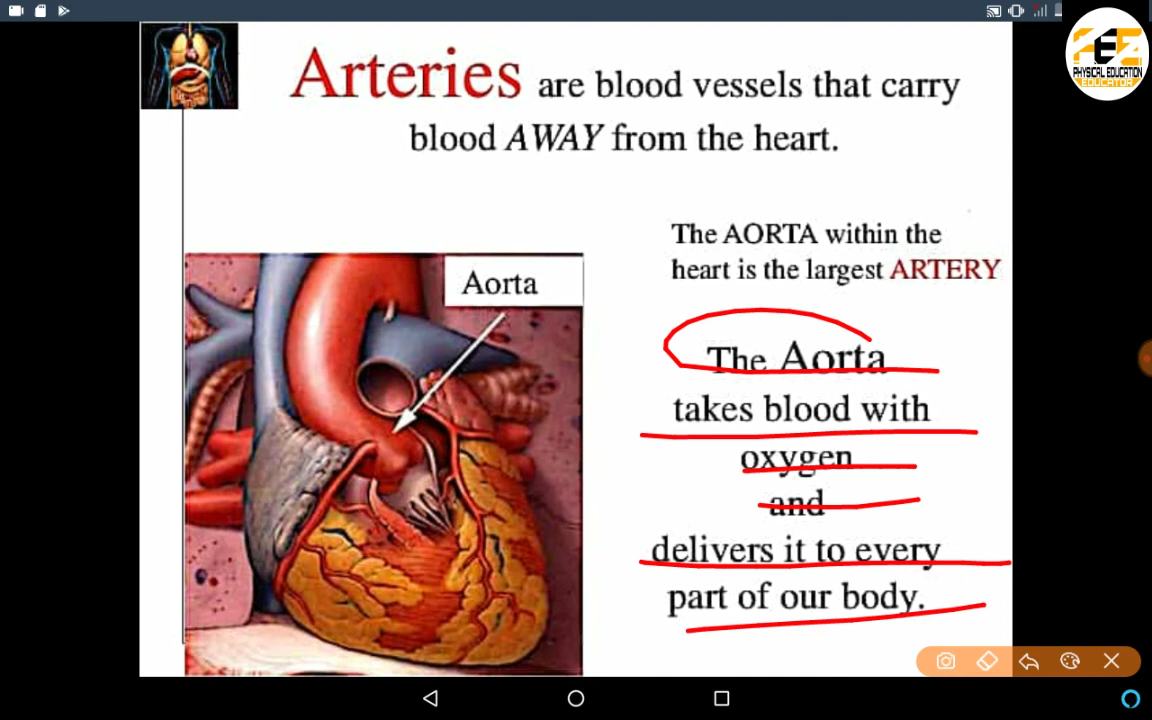 Arteries are blood vessels that carry
blood AWAY from the heart.
The AORTA within the
heart is the largest ARTERY
Aorta
The Aorta
takes blood with
oxygen
and
delivers it to every
part of our body.
PHYSICAL EDUCATION
EDUCATOR